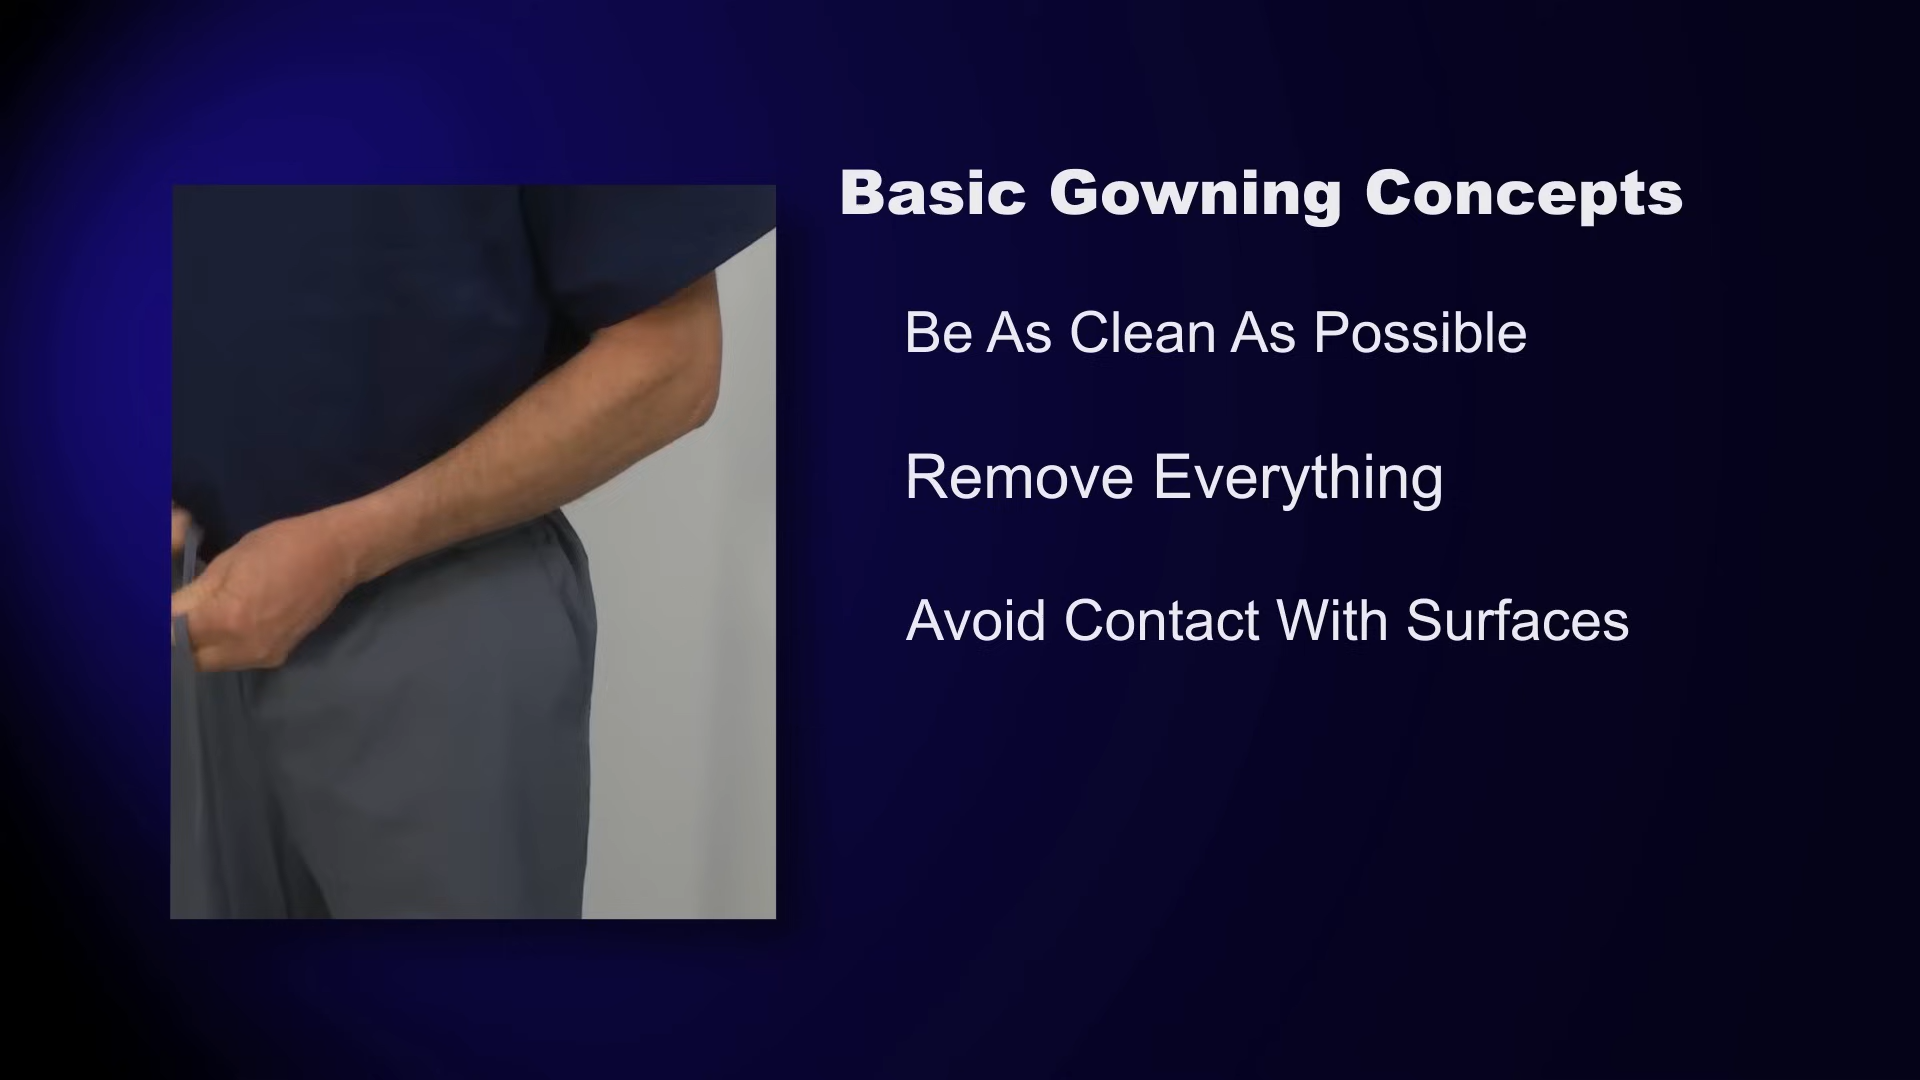 Basic Gowning Concepts
Be As Clean As Possible
Remove Everything
Avoid Contact With Surfaces